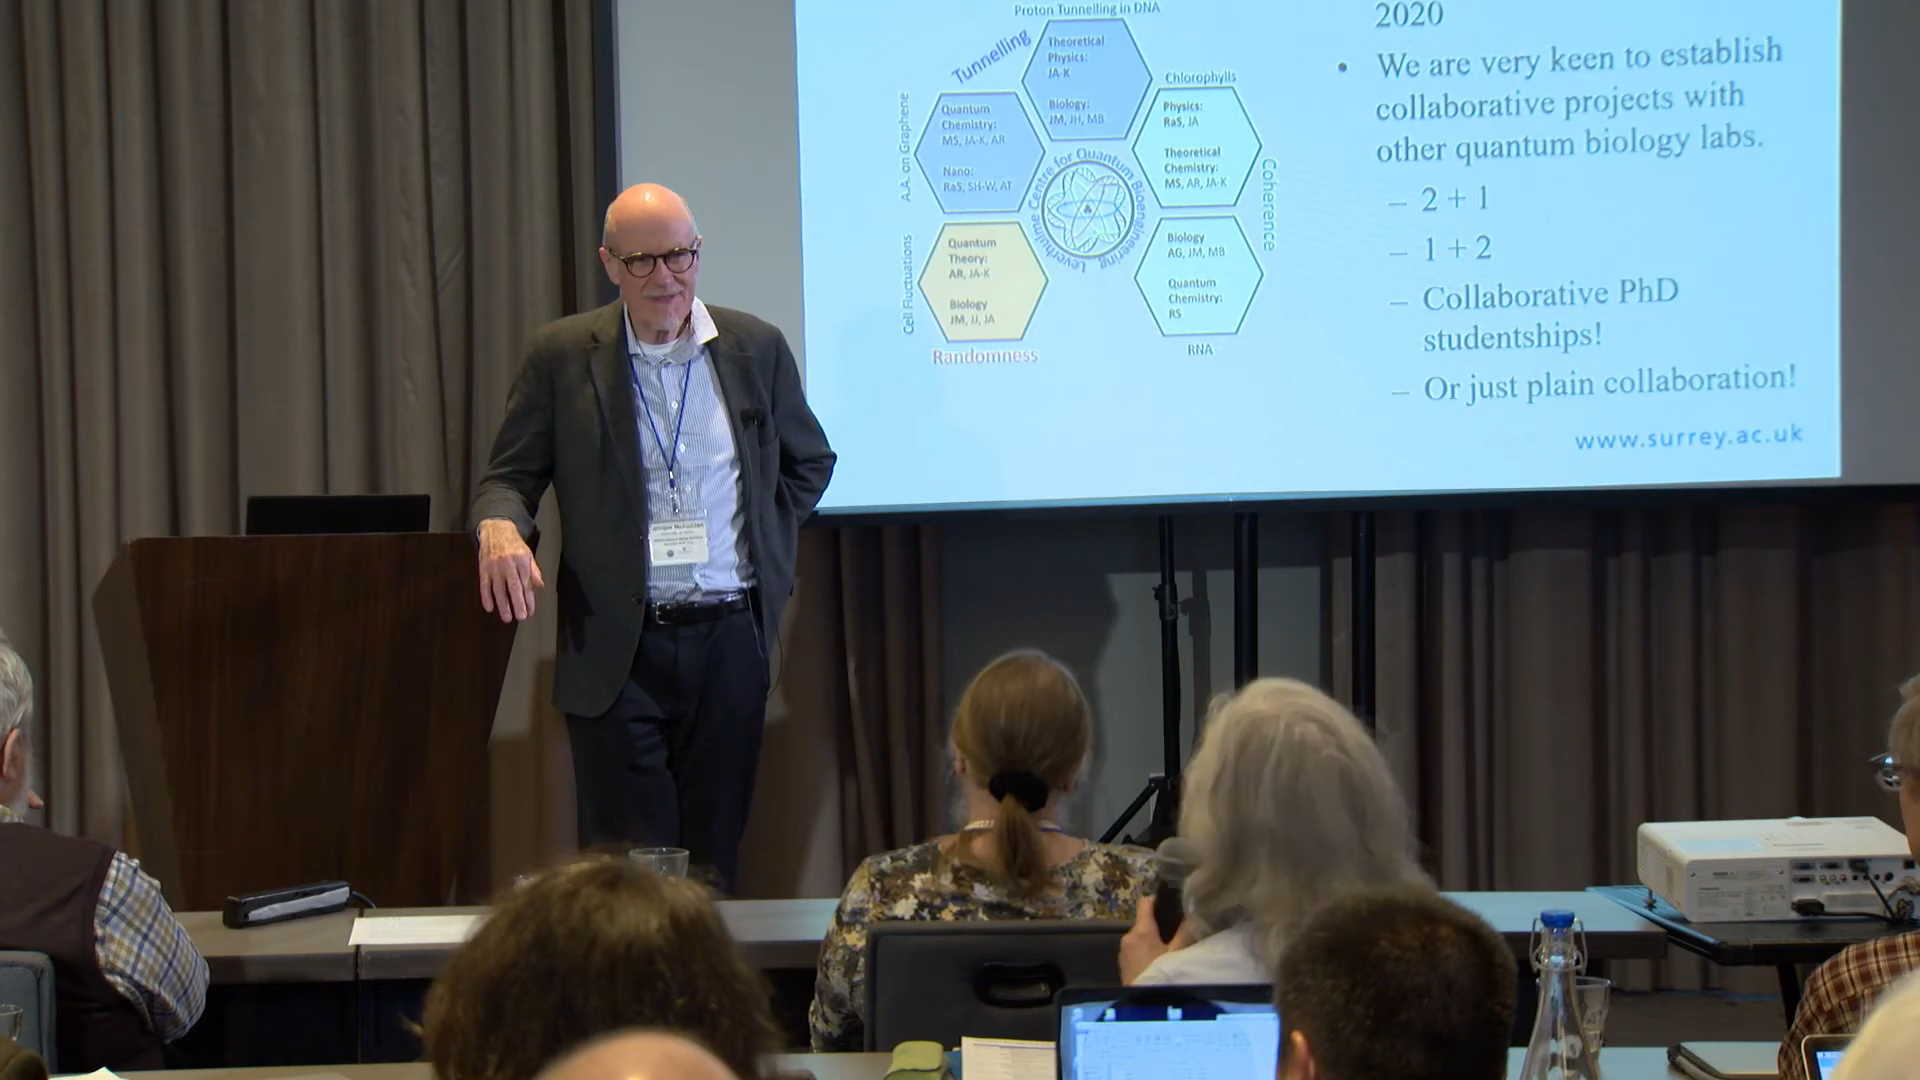 Proton Tunnelling in DNA
Tunnelling
Theoretical
Physics:
JA-K
Biology:
JM, JH, MB
A.A. on Graphene
Quantum
Chemistry:
MS, JA-K, AR
Nano:
RaS, SH-W, AT
Chlorophylls
Physics:
RaS, JA
Theoretical
Chemistry:
MS, AR, JA-K
Coherence
Leverhulme Centre for Quantum Bioengineering,
Cell Fluctuations
Quantum
Theory:
AR, JA-K
Biology
JM, JJ, JA
Randomness
Biology
AG, JM, MB
Quantum
Chemistry:
RS
RNA
2020
• We are very keen to establish
collaborative projects with
other quantum biology labs.
– 2 + 1
– 1 + 2
– Collaborative PhD
studentships!
– Or just plain collaboration!
www.surrey.ac.uk
McFadden